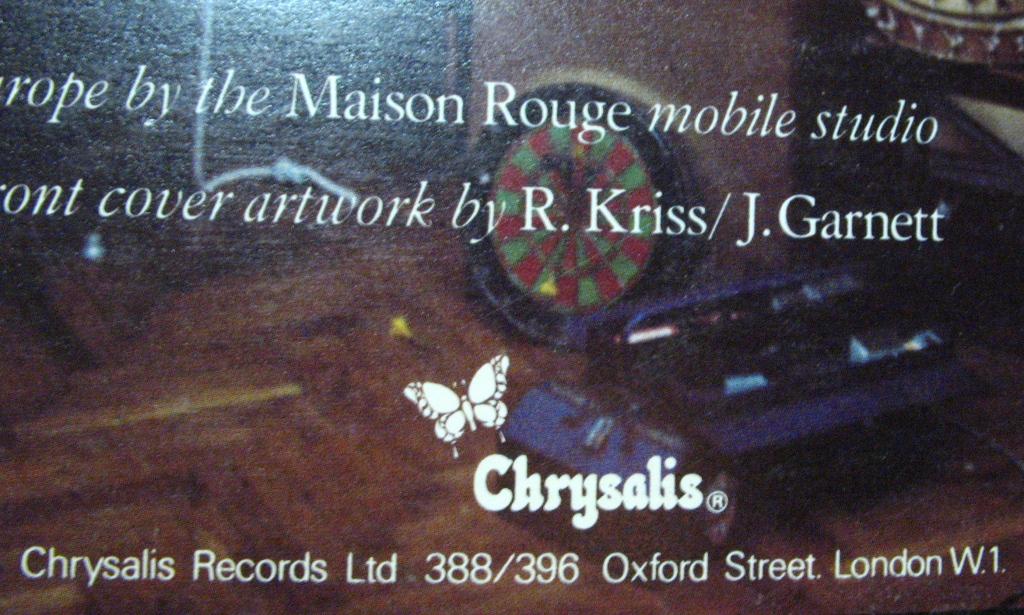 urope by the Maison Rouge mobile studio
ront cover artwork by R. Kriss/J. Garnett
Chrysalis®
Chrysalis Records Ltd 388/396 Oxford Street. London W.1.